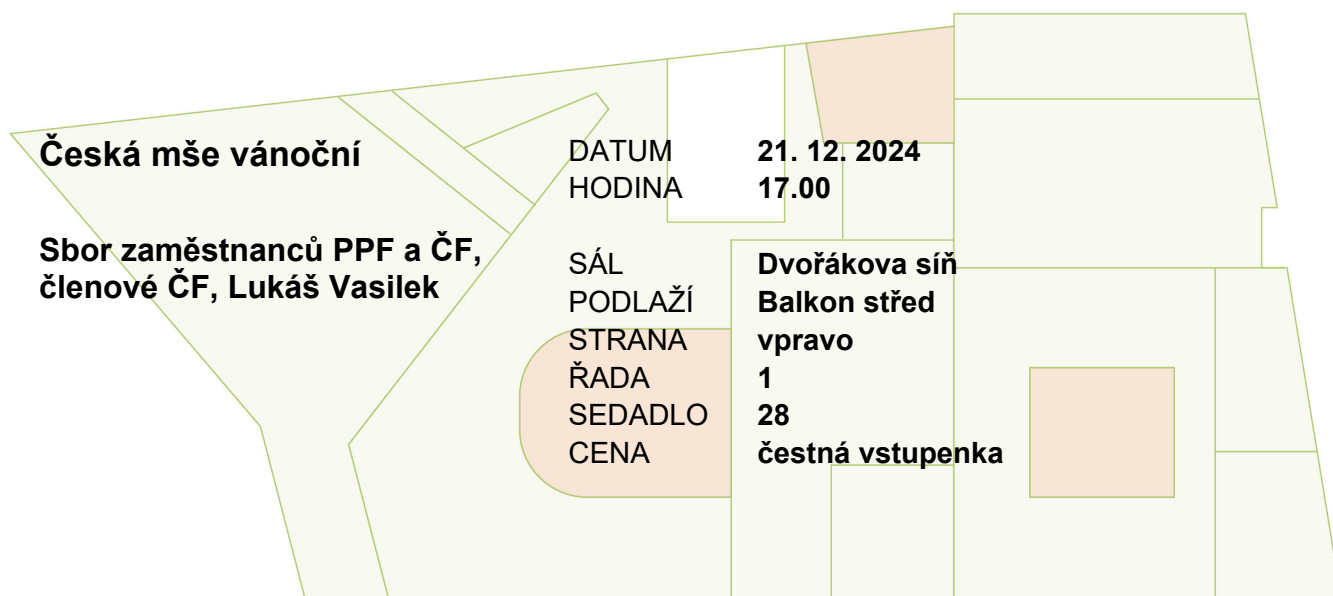 Česká mše vánoční
Sbor zaměstnanců PPF a ČF,
členové ČF, Lukáš Vasilek
DATUM 21. 12. 2024
HODINA 17.00
SÁL Dvořákova síň
PODLAŽÍ Balkon střed
STRANA vpravo
ŘADA 1
SEDADLO 28
CENA čestná vstupenka